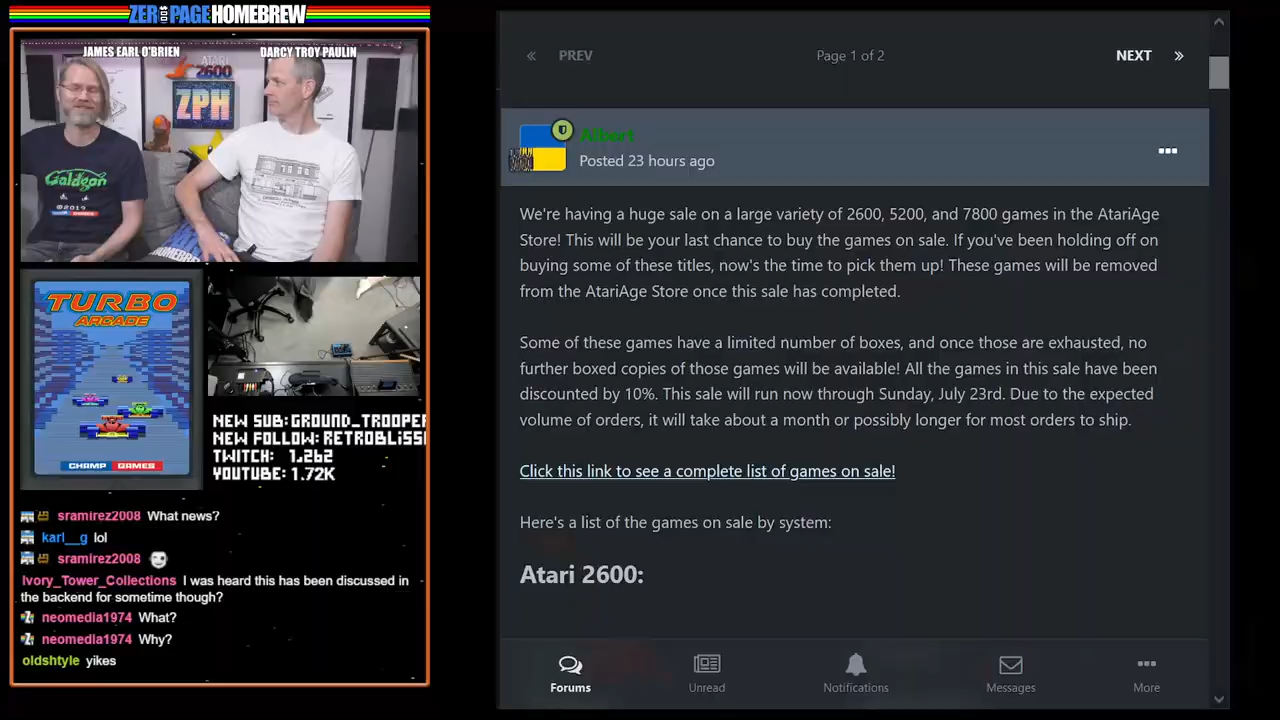 ZEROPAGE HOMEBREW
JAMES EARL O'BRIEN
DARCY TROY PAULIN
ATARI
2600
ZPH
Galdgon
©2019
TURBO
ARCADE
CHAMP GAMES
NEW SUB:GROUND_TROOPER
NEW FOLLOW:RETROBLISS
TWITCH: 1,262
YOUTUBE: 1.72K
sramirez2008 What news?
karl__g lol
sramirez2008
Ivory_Tower_Collections I was heard this has been discussed in
the backend for sometime though?
neomedia1974 What?
neomedia1974 Why?
oldshtyle yikes
« PREV
Page 1 of 2
NEXT »
Albert
Posted 23 hours ago
We're having a huge sale on a large variety of 2600, 5200, and 7800 games in the AtariAge
Store! This will be your last chance to buy the games on sale. If you've been holding off on
buying some of these titles, now's the time to pick them up! These games will be removed
from the AtariAge Store once this sale has completed.
Some of these games have a limited number of boxes, and once those are exhausted, no
further boxed copies of those games will be available! All the games in this sale have been
discounted by 10%. This sale will run now through Sunday, July 23rd. Due to the expected
volume of orders, it will take about a month or possibly longer for most orders to ship.
Click this link to see a complete list of games on sale!
Here's a list of the games on sale by system:
Atari 2600:
Forums
Unread
Notifications
Messages
More